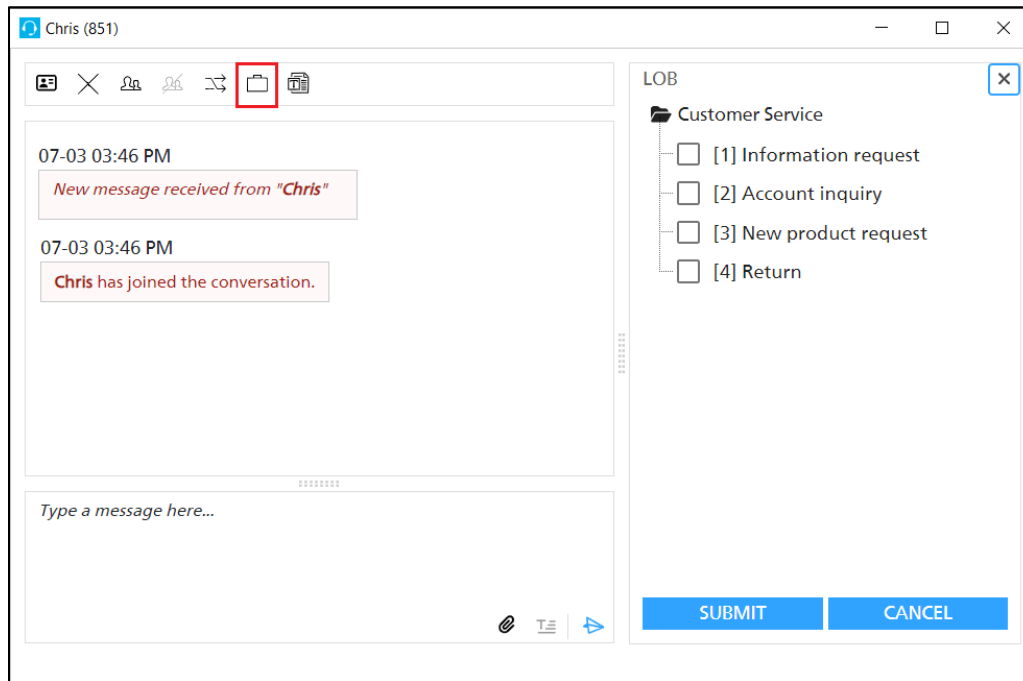 Chris (851)
07-03 03:46 PM
New message received from "Chris"
07-03 03:46 PM
Chris has joined the conversation.
Type a message here...
LOB
Customer Service
[1] Information request
[2] Account inquiry
[3] New product request
[4] Return
SUBMIT
CANCEL